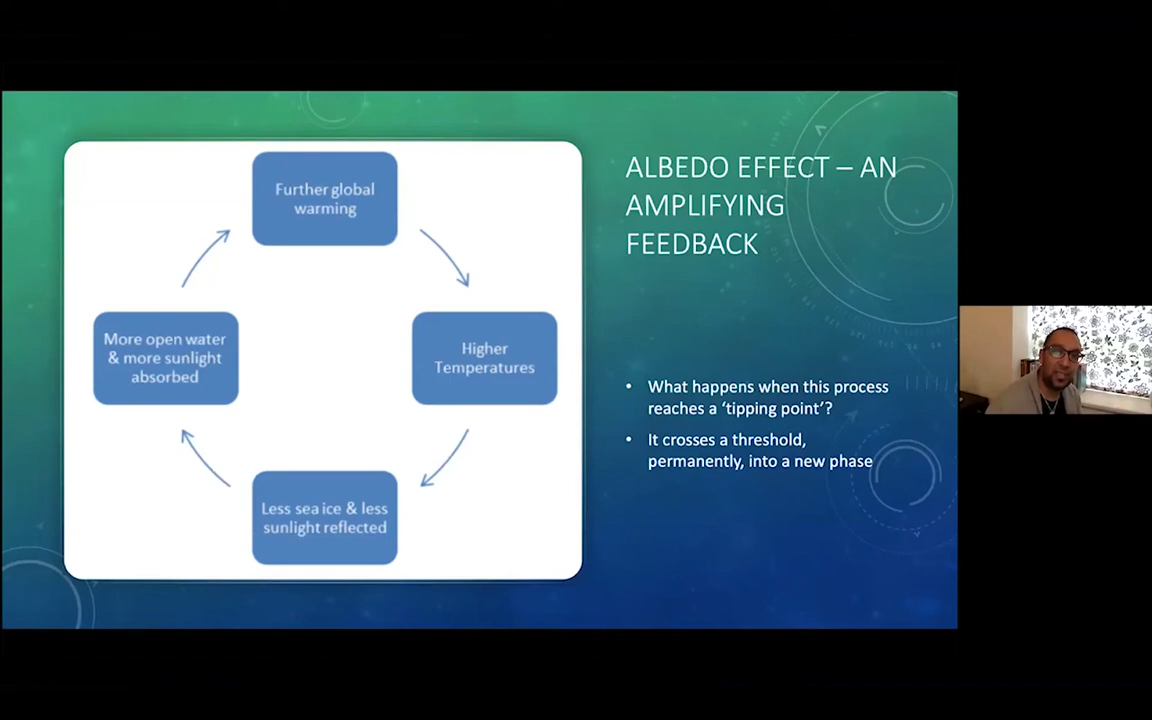 ALBEDO EFFECT – AN
AMPLIFYING
FEEDBACK
Further global
warming
Higher
Temperatures
Less sea ice & less
sunlight reflected
More open water
& more sunlight
absorbed
• What happens when this process
reaches a ‘tipping point’?
• It crosses a threshold,
permanently, into a new phase